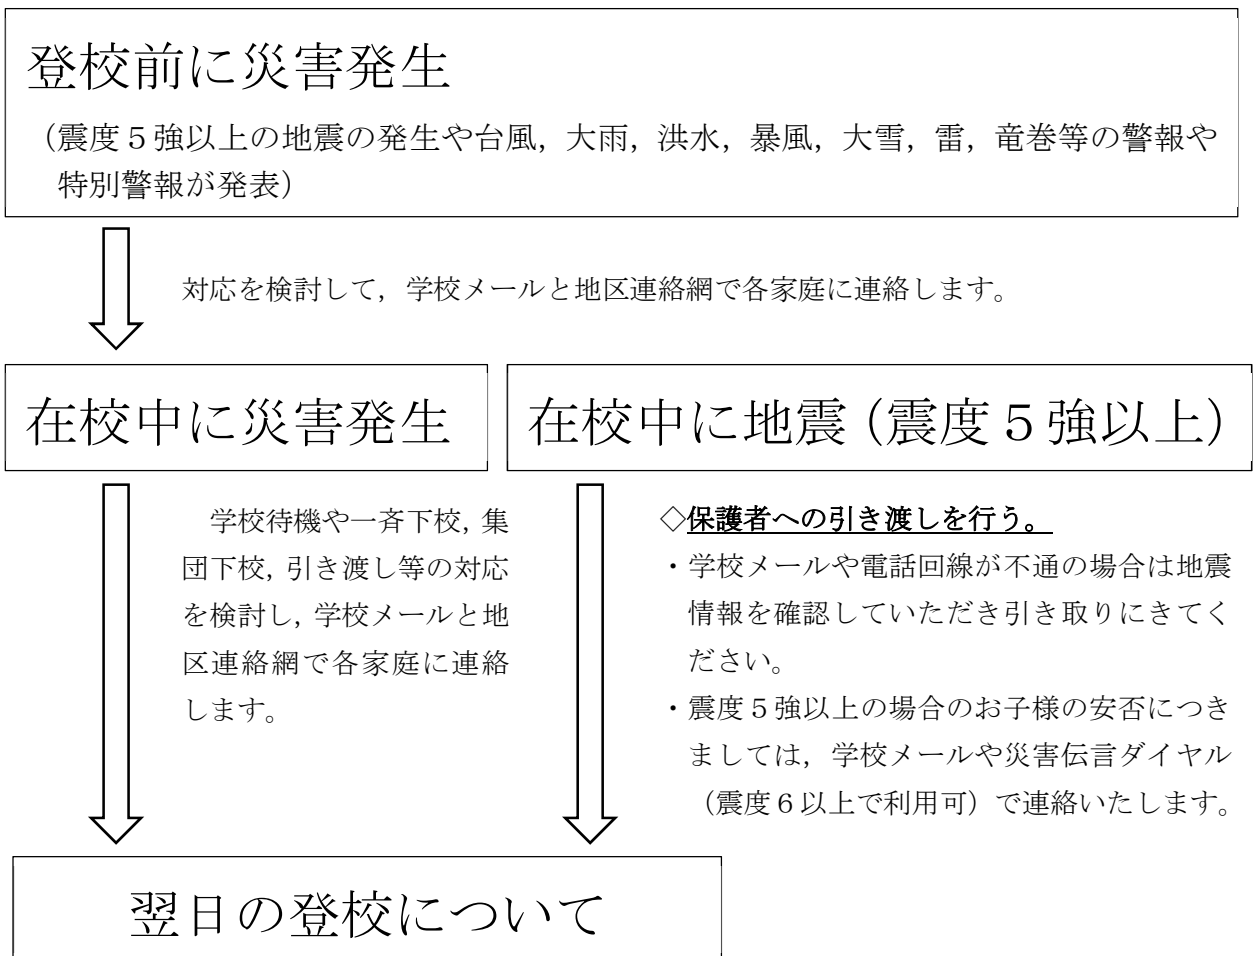 登校前に災害発生
（震度５強以上の地震の発生や台風，大雨，洪水，暴風，大雪，雷，竜巻等の警報や
特別警報が発表）
対応を検討して，学校メールと地区連絡網で各家庭に連絡します。
在校中に災害発生
在校中に地震（震度５強以上）
学校待機や一斉下校，集
団下校，引き渡し等の対応
を検討し，学校メールと地
区連絡網で各家庭に連絡
します。
◇保護者への引き渡しを行う。
・学校メールや電話回線が不通の場合は地震
情報を確認していただき引き取りにきてく
ださい。
・震度５強以上の場合のお子様の安否につき
ましては，学校メールや災害伝言ダイヤル
（震度６以上で利用可）で連絡いたします。
翌日の登校について